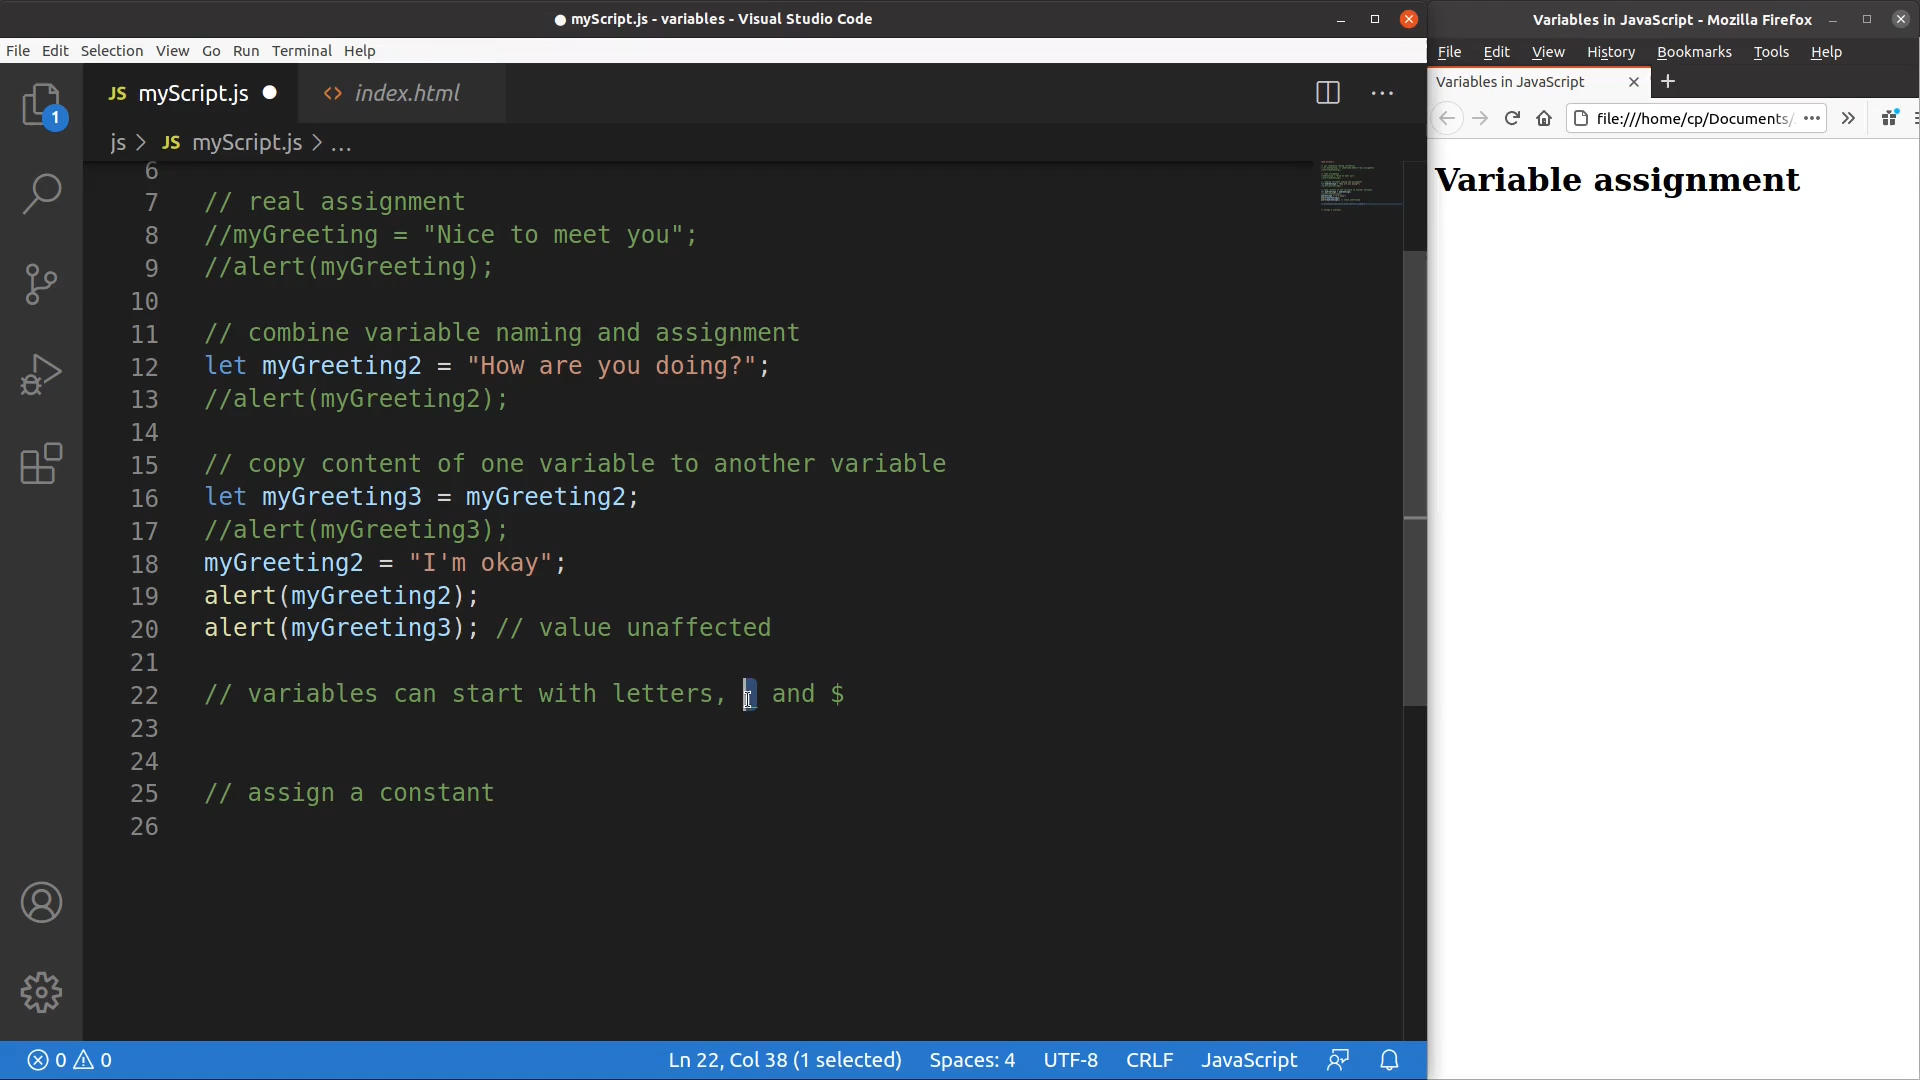 myScript.js - variables - Visual Studio Code
File Edit Selection View Go Run Terminal Help
JS myScript.js
<> index.html
1
js > JS myScript.js > ...
6
7 // real assignment
8 //myGreeting = "Nice to meet you";
9 //alert(myGreeting);
10
11 // combine variable naming and assignment
12 let myGreeting2 = "How are you doing?";
13 //alert(myGreeting2);
14
15 // copy content of one variable to another variable
16 let myGreeting3 = myGreeting2;
17 //alert(myGreeting3);
18 myGreeting2 = "I'm okay";
19 alert(myGreeting2);
20 alert(myGreeting3); // value unaffected
21
22 // variables can start with letters, _ and $
23
24
25 // assign a constant
26
0 0
Ln 22, Col 38 (1 selected) Spaces: 4 UTF-8 CRLF JavaScript
Variables in JavaScript - Mozilla Firefox
File Edit View History Bookmarks Tools Help
Variables in JavaScript
file:///home/cp/Documents/
Variable assignment